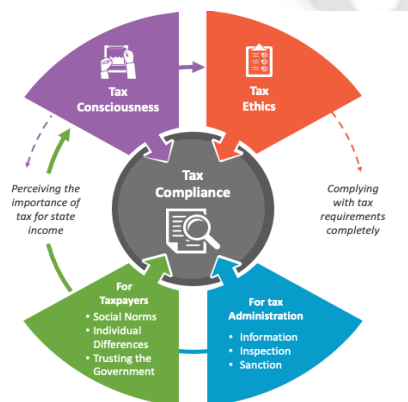 Tax
Consciousness
Tax
Ethics
Perceiving the
importance of
tax for state
income
Tax
Compliance
Complying
with tax
requirements
completely
For
Taxpayers
• Social Norms
• Individual
Differences
• Trusting the
Government
For tax
Administration
• Information
• Inspection
• Sanction